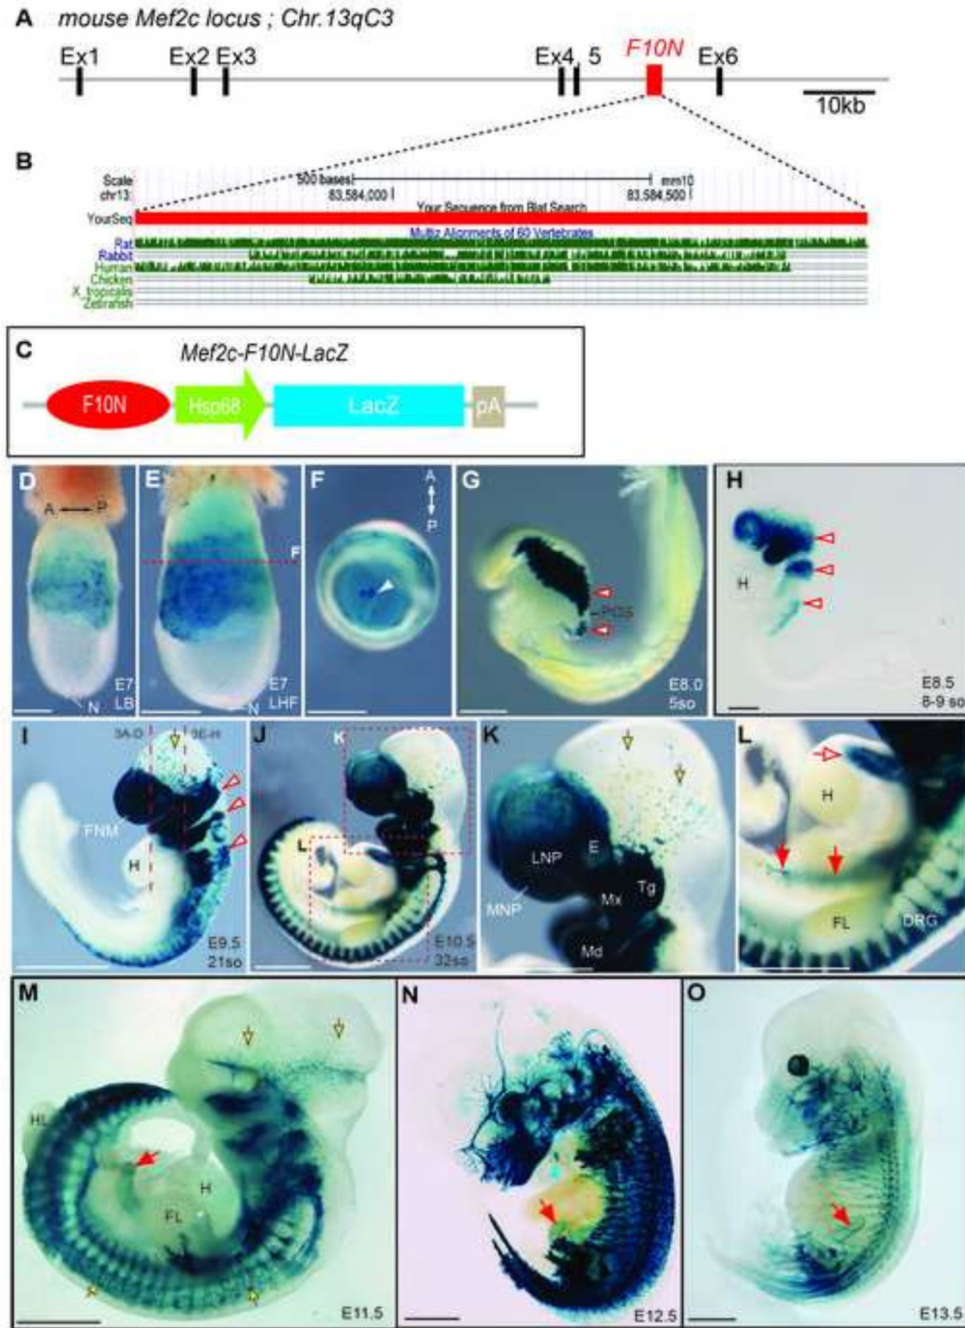 A mouse Mef2c locus ; Chr.13qC3
Ex1 Ex2 Ex3 Ex4, 5 F10N Ex6
10kb
B
Scale 500 bases mm10
chr13: 83,584,000 83,584,500
Your Sequence from Blat Search
YourSeq
Multiz Alignments of 60 Vertebrates
Rat
Rabbit
Human
Chicken
X_tropicalis
Zebrafish
C Mef2c-F10N-LacZ
F10N Hsp68 LacZ pA
D
A P
E7
LB
N
E
F
E7
LHF
N
F
A
P
G
POS
E8.0
5so
H
H
E8.5
8-9 so
I
3A-D 3E-H
FNM
H
E9.5
21so
J
K
L
E10.5
32so
K
LNP
E
MNP
Mx
Tg
Md
L
H
FL
DRG
M
HL
H
FL
E11.5
N
E12.5
O
E13.5